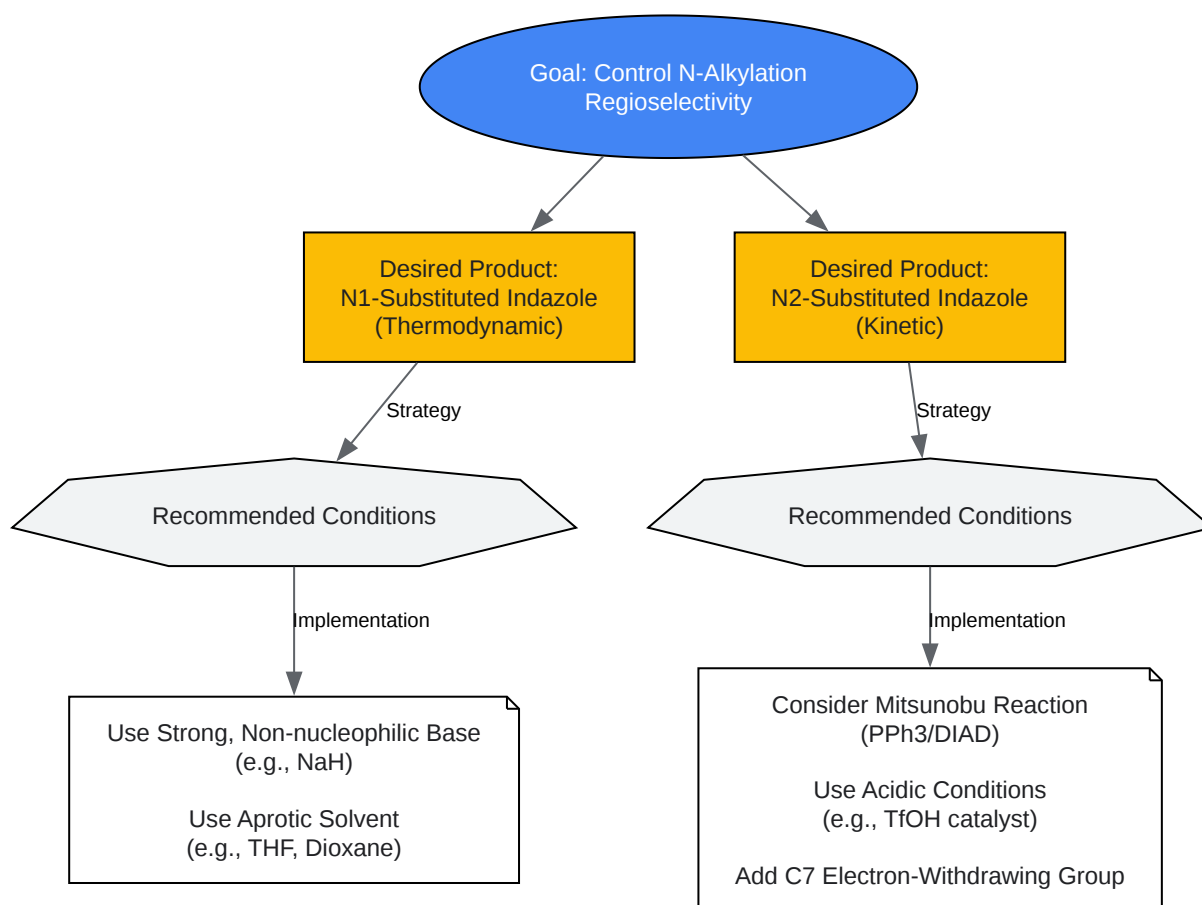 Goal: Control N-Alkylation
Regioselectivity
Desired Product:
N1-Substituted Indazole
(Thermodynamic)
Desired Product:
N2-Substituted Indazole
(Kinetic)
Strategy
Strategy
Recommended Conditions
Recommended Conditions
Implementation
Implementation
Use Strong, Non-nucleophilic Base
(e.g., NaH)
Use Aprotic Solvent
(e.g., THF, Dioxane)
Consider Mitsunobu Reaction
(PPh3/DIAD)
Use Acidic Conditions
(e.g., TfOH catalyst)
Add C7 Electron-Withdrawing Group